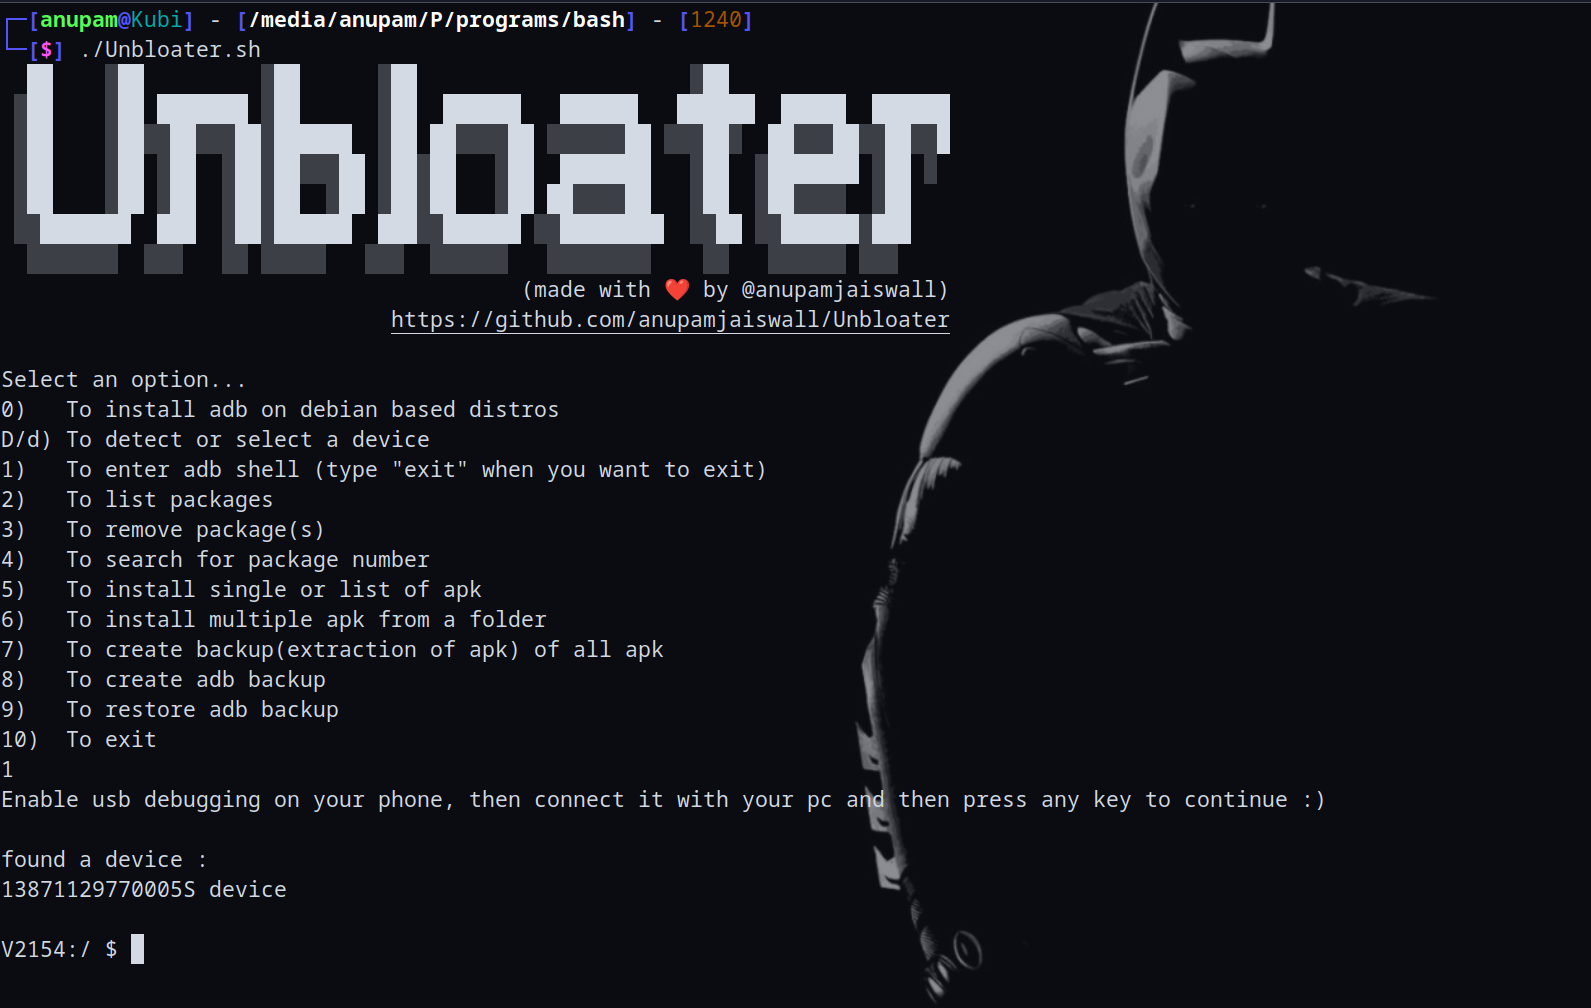 [anupam@Kubi] - [/media/anupam/P/programs/bash] - [1240]
[$] ./Unbloater.sh
Unbloater
(made with ❤️ by @anupamjaiswall)
https://github.com/anupamjaiswall/Unbloater
Select an option...
0)   To install adb on debian based distros
D/d) To detect or select a device
1)   To enter adb shell (type "exit" when you want to exit)
2)   To list packages
3)   To remove package(s)
4)   To search for package number
5)   To install single or list of apk
6)   To install multiple apk from a folder
7)   To create backup(extraction of apk) of all apk
8)   To create adb backup
9)   To restore adb backup
10)  To exit
1
Enable usb debugging on your phone, then connect it with your pc and then press any key to continue :)
found a device :
13871129770005S device
V2154:/ $